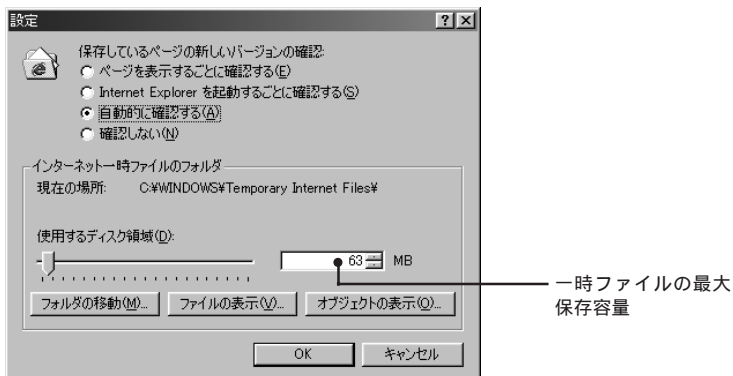 設定
保存しているページの新しいバージョンの確認:
ページを表示するごとに確認する(E)
Internet Explorer を起動するごとに確認する(S)
自動的に確認する(A)
確認しない(N)
インターネット一時ファイルのフォルダ
現在の場所: C:¥WINDOWS¥Temporary Internet Files¥
使用するディスク領域(D):
63 MB
フォルダの移動(M)... ファイルの表示(V)... オブジェクトの表示(O)...
OK キャンセル
一時ファイルの最大
保存容量